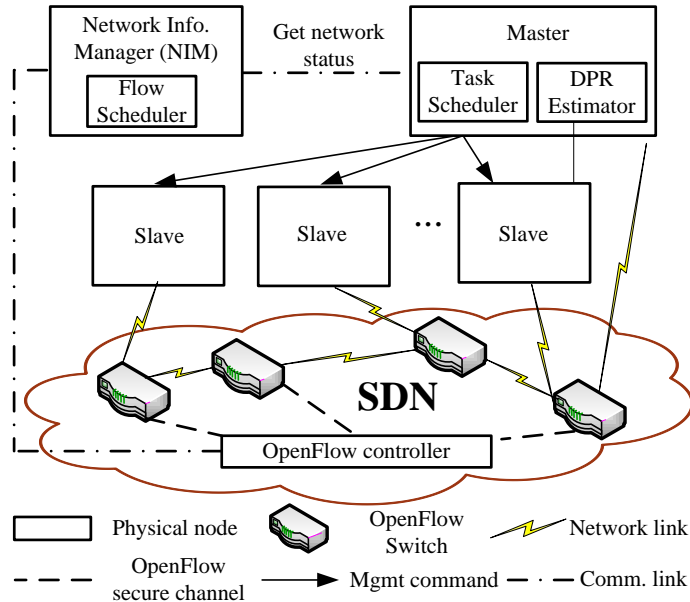 Network Info.
Manager (NIM)
Flow
Scheduler
Get network
status
Master
Task
Scheduler
DPR
Estimator
Slave
Slave
...
Slave
SDN
OpenFlow controller
Physical node
OpenFlow
Switch
Network link
OpenFlow
secure channel
Mgmt command
Comm. link